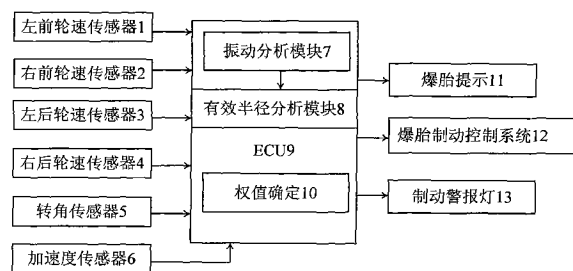 左前轮速传感器1
右前轮速传感器2
左后轮速传感器3
右后轮速传感器4
转角传感器5
加速度传感器6
振动分析模块7
有效半径分析模块8
ECU9
权值确定10
爆胎提示11
爆胎制动控制系统12
制动警报灯13